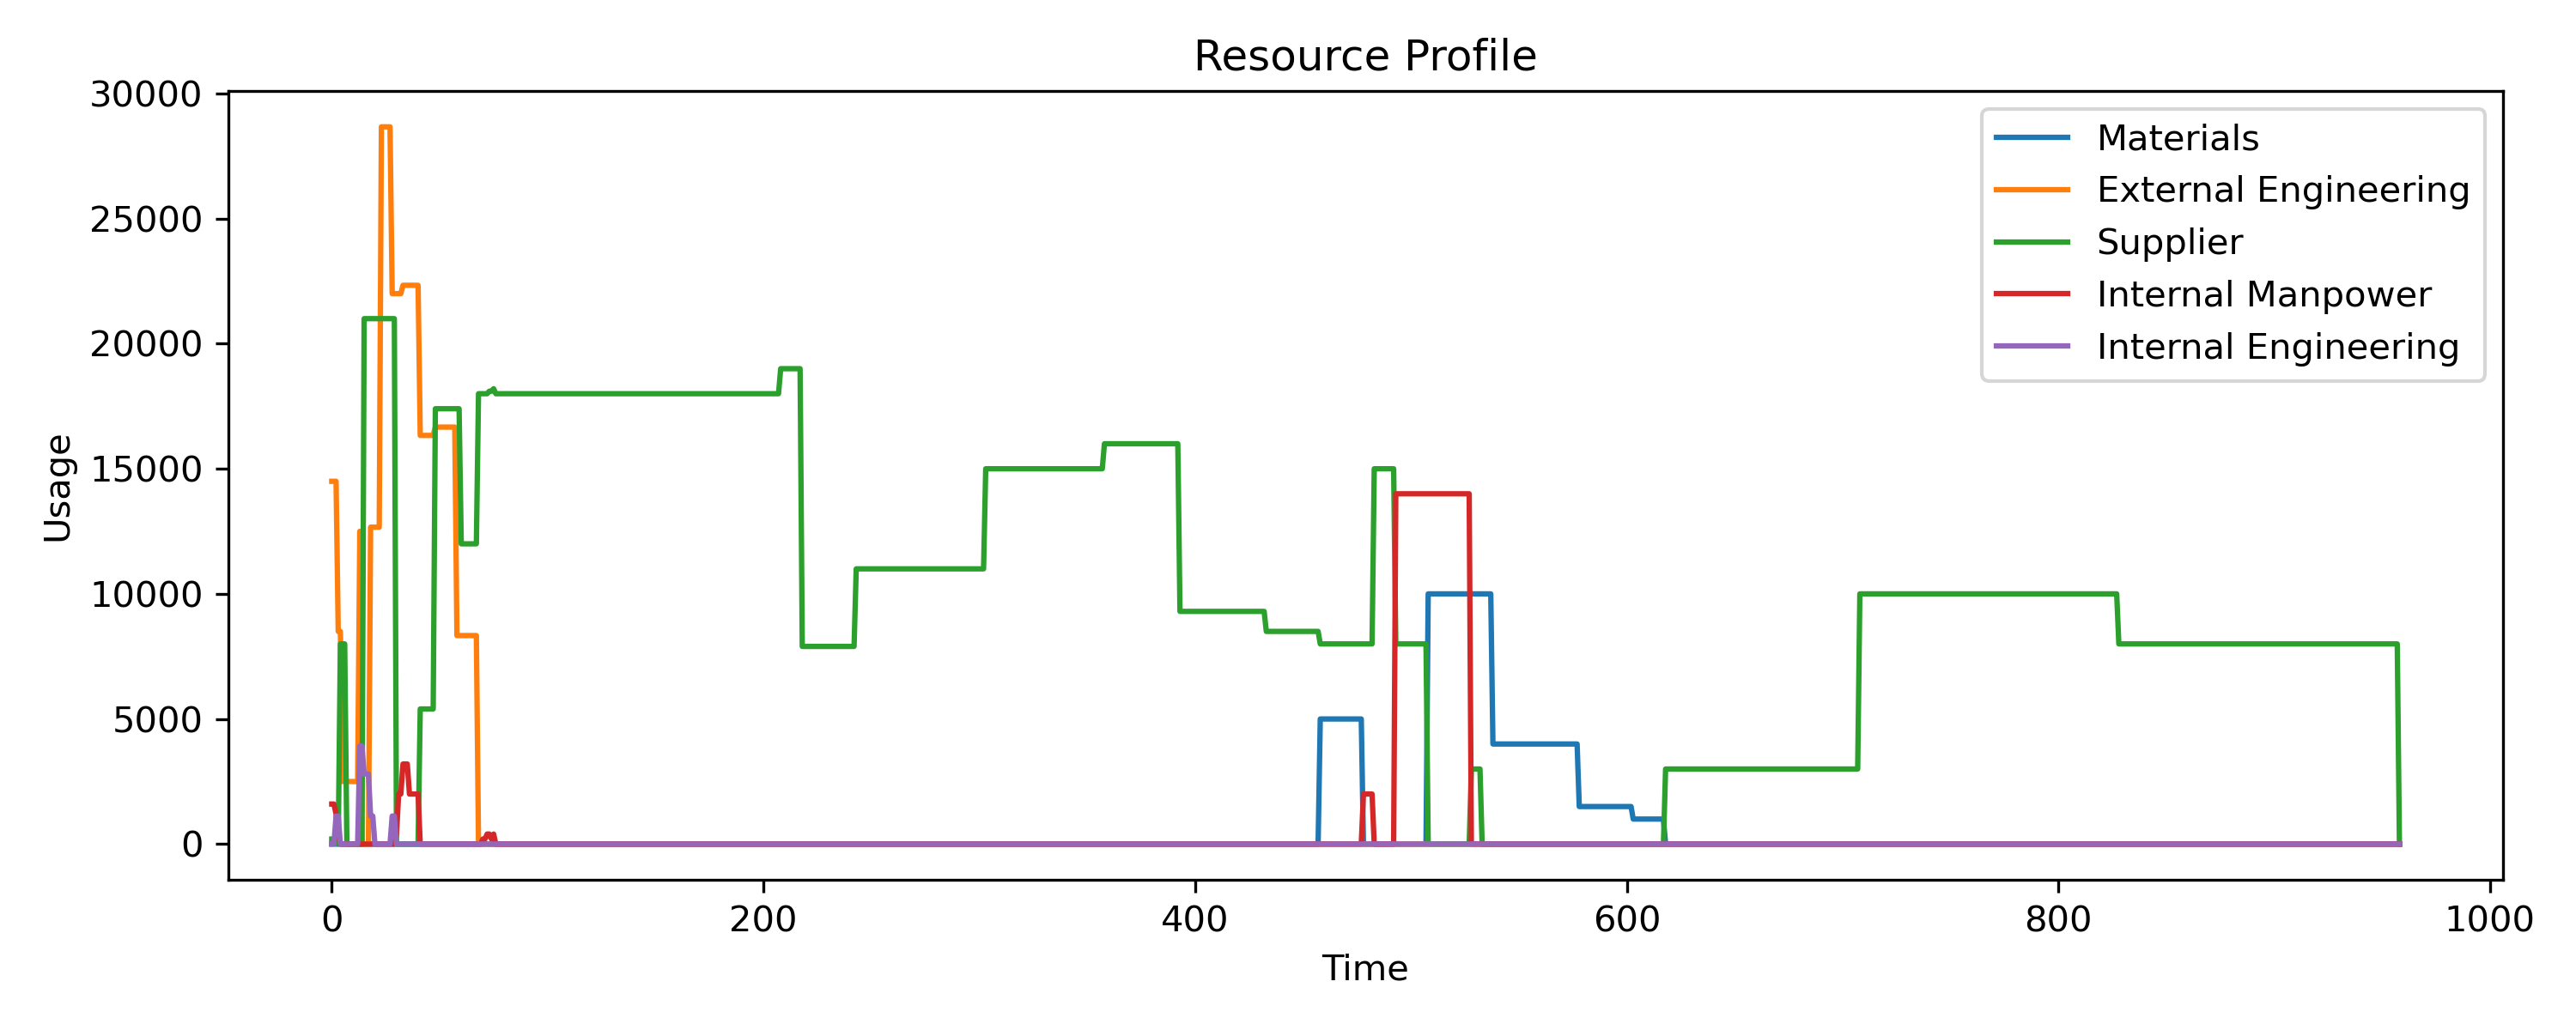 Resource Profile
30000
25000
20000
15000
10000
5000
0
Usage
Materials
External Engineering
Supplier
Internal Manpower
Internal Engineering
0 200 400 600 800 1000
Time